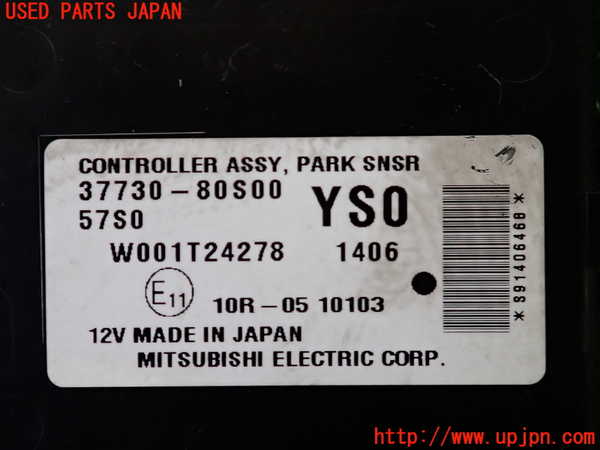 USED PARTS JAPAN
CONTROLLER ASSY, PARK SNSR
37730-80S00
57S0
YS0
W001T24278 1406
E11
10R-05 10103
*891406468*
12V MADE IN JAPAN
MITSUBISHI ELECTRIC CORP.
http://www.upjpn.com/